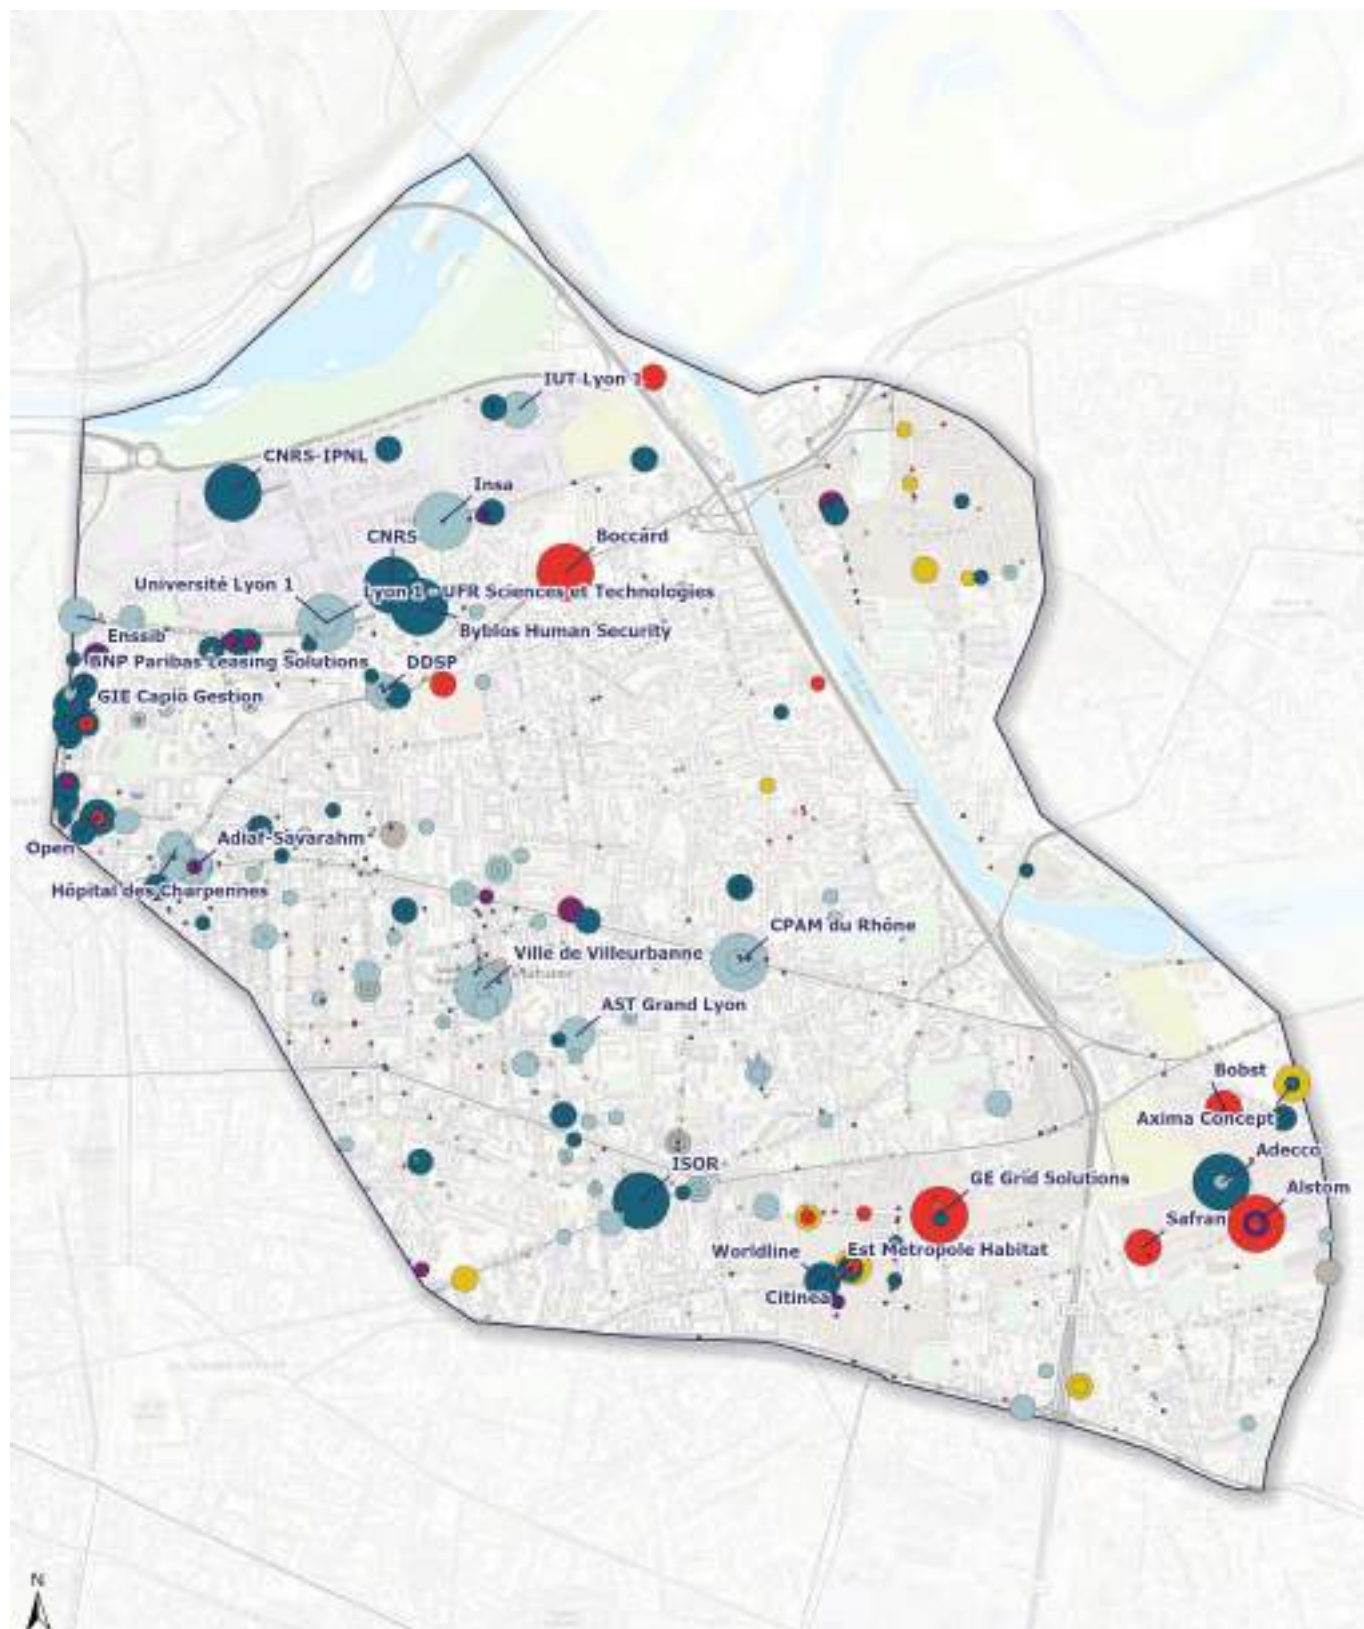 IUT-Lyon 1
CNRS-IPNL
Insa
CNRS
Boccard
Université Lyon 1
Lyon 1 - UFR Sciences et Technologies
Byblos Human Security
Enssib
BNP Paribas Leasing Solutions
DDSP
GIE Capio Gestion
Adiaf-Savarahm
Open
Hôpital des Charpennes
CPAM du Rhône
Ville de Villeurbanne
AST Grand Lyon
Bobst
Axima Concept
Adecco
ISOR
GE Grid Solutions
Alstom
Safran
Worldline
Est Métropole Habitat
Citinea
N